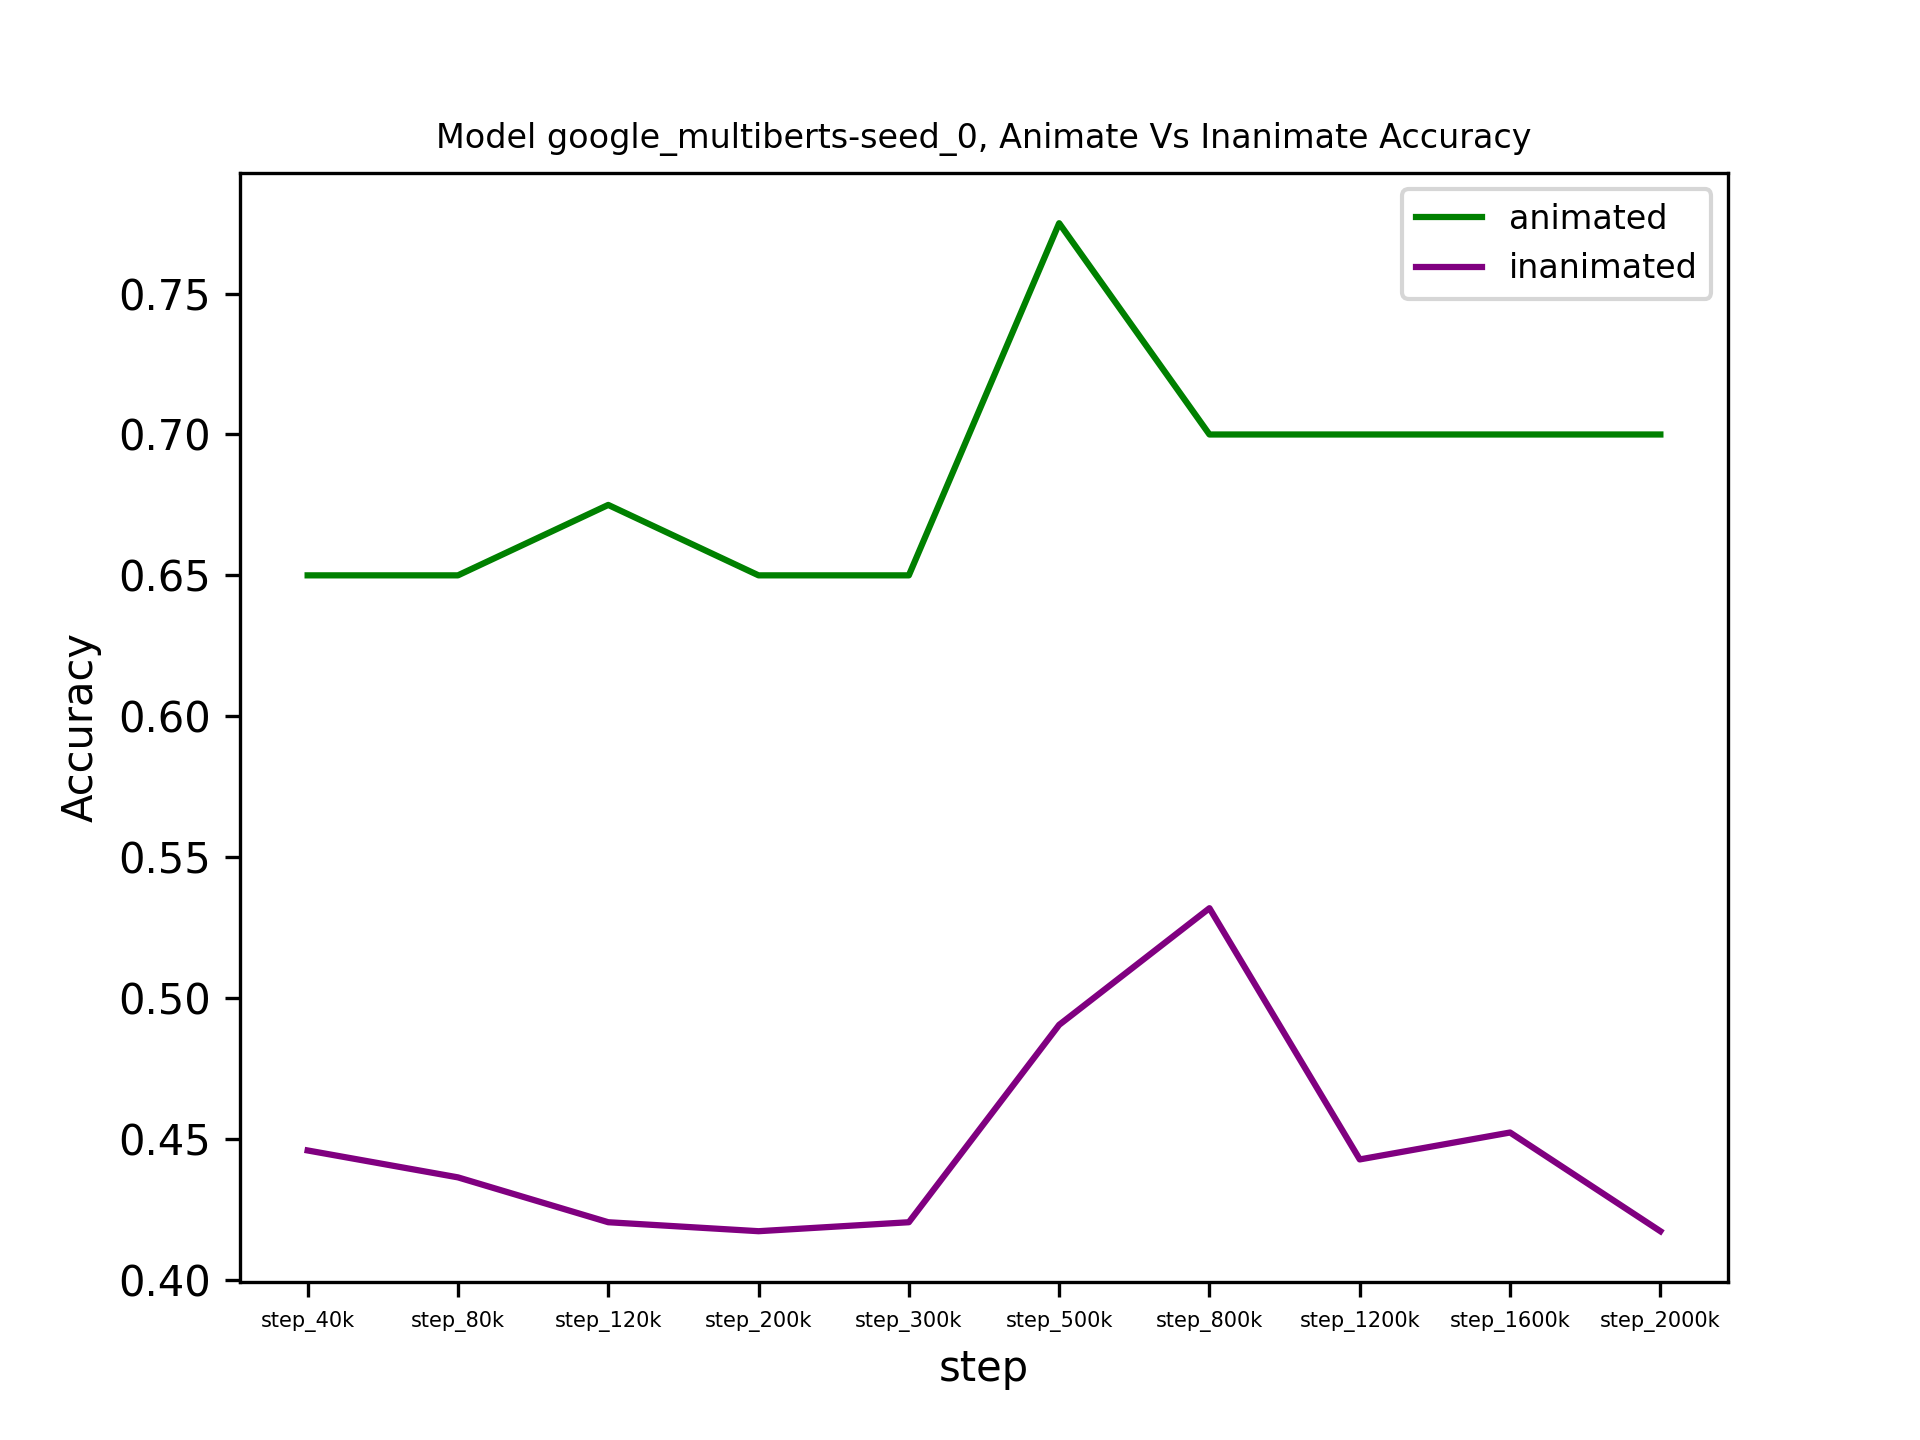 Model google_multiberts-seed_0, Animate Vs Inanimate Accuracy
animated
inanimated
Accuracy
0.75
0.70
0.65
0.60
0.55
0.50
0.45
0.40
step_40k step_80k step_120k step_200k step_300k step_500k step_800k step_1200k step_1600k step_2000k
step